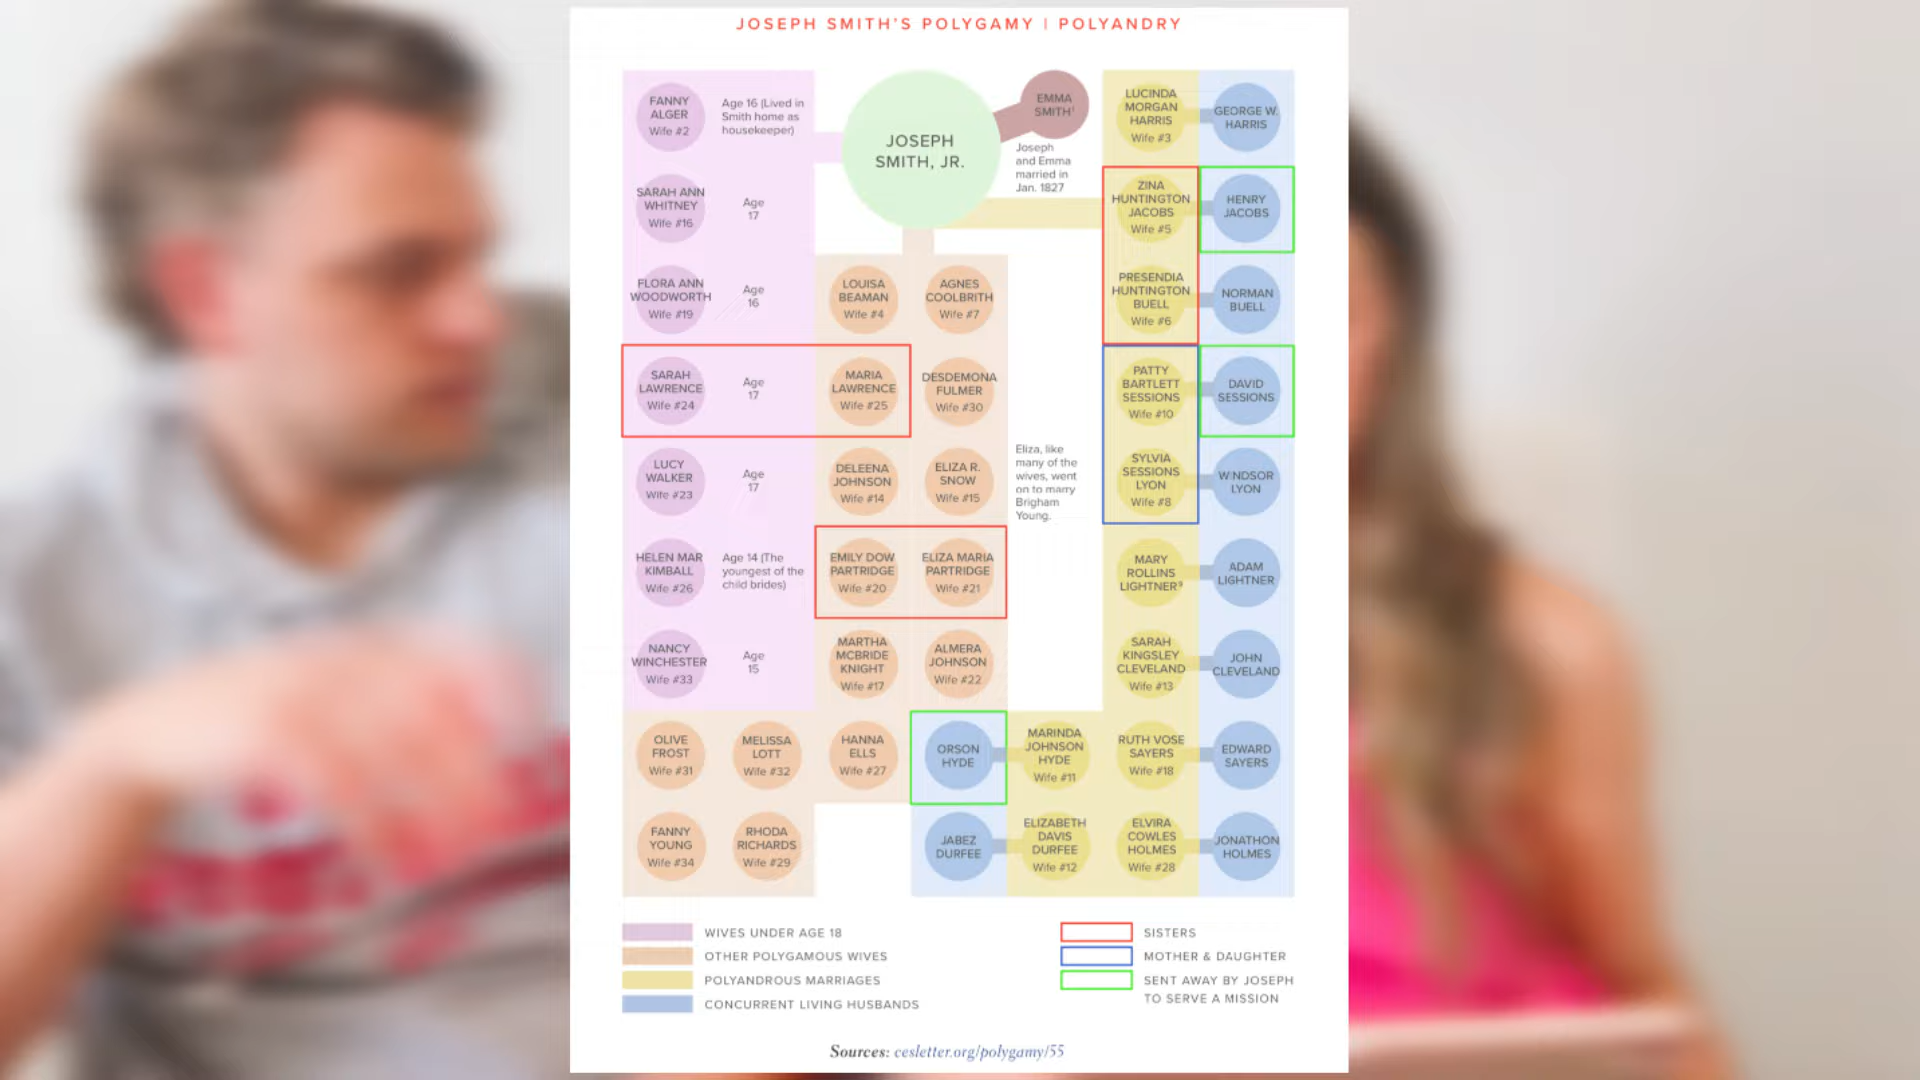 JOSEPH SMITH'S POLYGAMY | POLYANDRY
FANNY
ALGER
Wife #2
Age 16 (Lived in
Smith home as
housekeeper)
JOSEPH
SMITH, JR.
EMMA
SMITH¹
Joseph
and Emma
married in
Jan. 1827
LUCINDA
MORGAN
HARRIS
Wife #3
GEORGE W.
HARRIS
SARAH ANN
WHITNEY
Wife #16
Age
17
ZINA
HUNTINGTON
JACOBS
Wife #5
HENRY
JACOBS
FLORA ANN
WOODWORTH
Wife #19
Age
16
LOUISA
BEAMAN
Wife #4
AGNES
COOLBRITH
Wife #7
PRESENDIA
HUNTINGTON
BUELL
Wife #6
NORMAN
BUELL
SARAH
LAWRENCE
Wife #24
Age
17
MARIA
LAWRENCE
Wife #25
DESDEMONA
FULMER
Wife #30
PATTY
BARTLETT
SESSIONS
Wife #10
DAVID
SESSIONS
LUCY
WALKER
Wife #23
Age
17
DELEENA
JOHNSON
Wife #14
ELIZA R.
SNOW
Wife #15
Eliza, like
many of the
wives, went
on to marry
Brigham
Young.
SYLVIA
SESSIONS
LYON
Wife #8
WINDSOR
LYON
HELEN MAR
KIMBALL
Wife #26
Age 14 (The
youngest of the
child brides)
EMILY DOW
PARTRIDGE
Wife #20
ELIZA MARIA
PARTRIDGE
Wife #21
MARY
ROLLINS
LIGHTNER⁹
ADAM
LIGHTNER
NANCY
WINCHESTER
Wife #33
Age
15
MARTHA
MCBRIDE
KNIGHT
Wife #17
ALMERA
JOHNSON
Wife #22
SARAH
KINGSLEY
CLEVELAND
Wife #13
JOHN
CLEVELAND
OLIVE
FROST
Wife #31
MELISSA
LOTT
Wife #32
HANNA
ELLS
Wife #27
ORSON
HYDE
MARINDA
JOHNSON
HYDE
Wife #11
RUTH VOSE
SAYERS
Wife #18
EDWARD
SAYERS
FANNY
YOUNG
Wife #34
RHODA
RICHARDS
Wife #29
JABEZ
DURFEE
ELIZABETH
DAVIS
DURFEE
Wife #12
ELVIRA
COWLES
HOLMES
Wife #28
JONATHON
HOLMES
WIVES UNDER AGE 18
OTHER POLYGAMOUS WIVES
POLYANDROUS MARRIAGES
CONCURRENT LIVING HUSBANDS
SISTERS
MOTHER & DAUGHTER
SENT AWAY BY JOSEPH
TO SERVE A MISSION
Sources: cesletter.org/polygamy/55